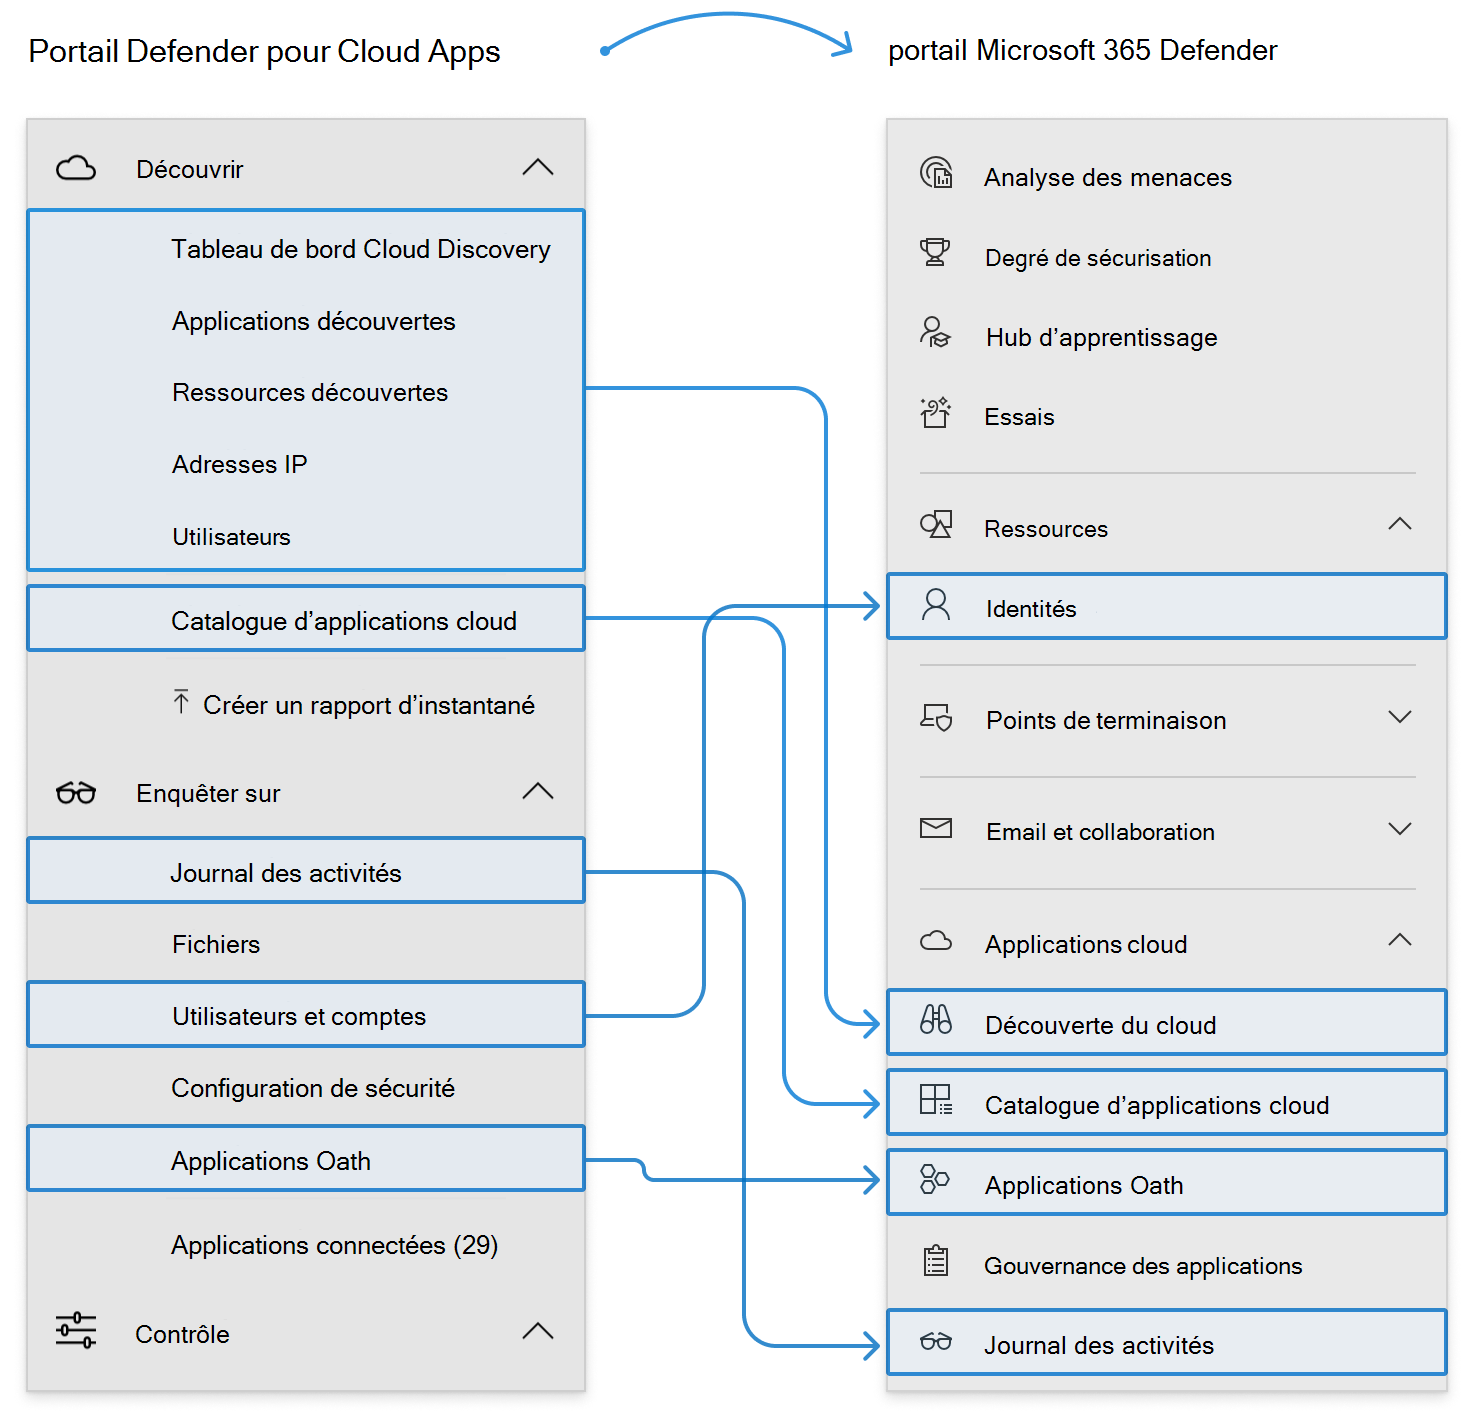 Portail Defender pour Cloud Apps
portail Microsoft 365 Defender
Découvrir
Tableau de bord Cloud Discovery
Applications découvertes
Ressources découvertes
Adresses IP
Utilisateurs
Catalogue d’applications cloud
Créer un rapport d’instantané
Enquêter sur
Journal des activités
Fichiers
Utilisateurs et comptes
Configuration de sécurité
Applications Oath
Applications connectées (29)
Contrôle
Analyse des menaces
Degré de sécurisation
Hub d’apprentissage
Essais
Ressources
Identités
Points de terminaison
Email et collaboration
Applications cloud
Découverte du cloud
Catalogue d’applications cloud
Applications Oath
Gouvernance des applications
Journal des activités